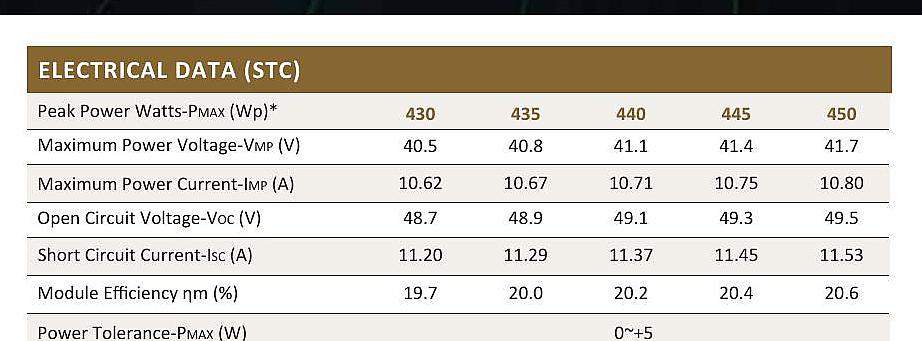 ELECTRICAL DATA (STC)
Peak Power Watts-PMAX (Wp)* 430 435 440 445 450
Maximum Power Voltage-VMP (V) 40.5 40.8 41.1 41.4 41.7
Maximum Power Current-IMP (A) 10.62 10.67 10.71 10.75 10.80
Open Circuit Voltage-VOC (V) 48.7 48.9 49.1 49.3 49.5
Short Circuit Current-ISC (A) 11.20 11.29 11.37 11.45 11.53
Module Efficiency ηm (%) 19.7 20.0 20.2 20.4 20.6
Power Tolerance-PMAX (W) 0~+5